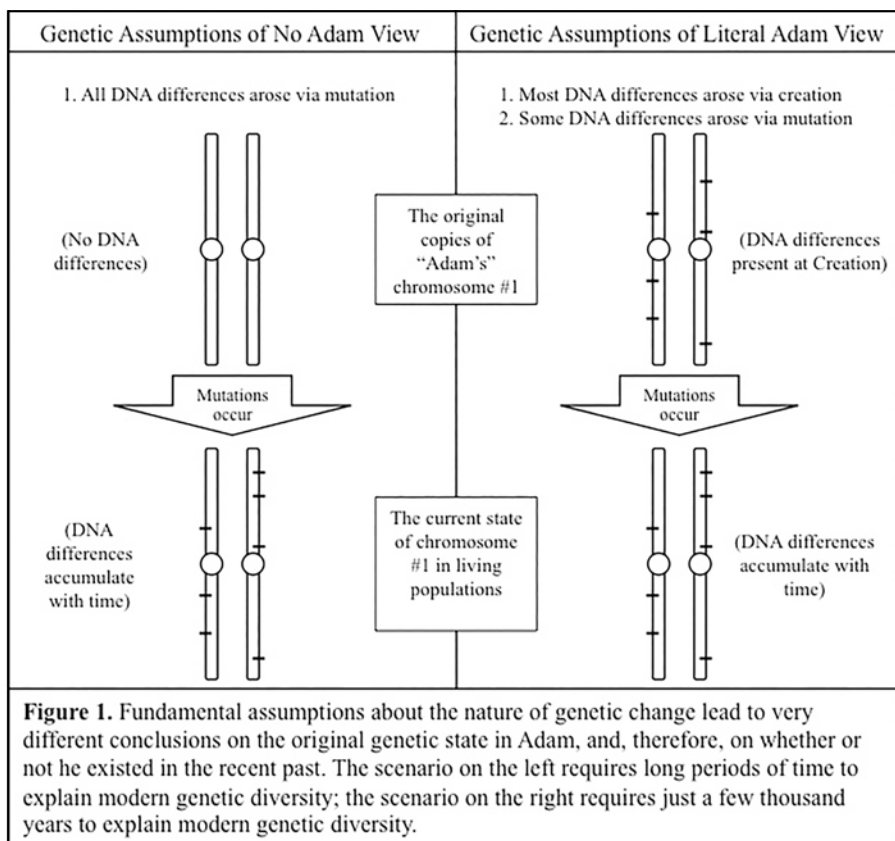 Genetic Assumptions of No Adam View
Genetic Assumptions of Literal Adam View
1. All DNA differences arose via mutation
1. Most DNA differences arose via creation
2. Some DNA differences arose via mutation
(No DNA
differences)
The original
copies of
“Adam’s”
chromosome #1
(DNA differences
present at Creation)
Mutations
occur
Mutations
occur
(DNA
differences
accumulate
with time)
The current state
of chromosome
#1 in living
populations
(DNA differences
accumulate with
time)
Figure 1. Fundamental assumptions about the nature of genetic change lead to very
different conclusions on the original genetic state in Adam, and, therefore, on whether or
not he existed in the recent past. The scenario on the left requires long periods of time to
explain modern genetic diversity; the scenario on the right requires just a few thousand
years to explain modern genetic diversity.